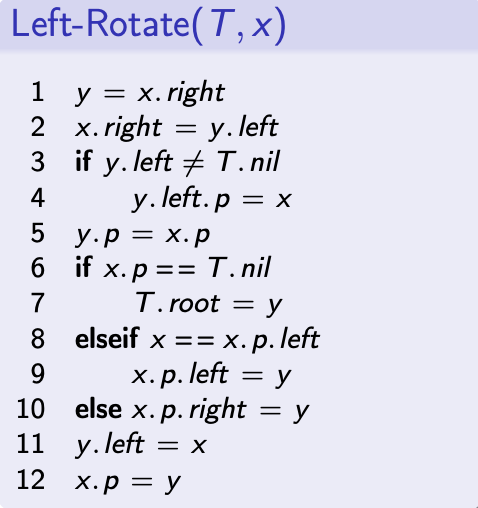 Left-Rotate(T, x)
1 y = x.right
2 x.right = y.left
3 if y.left ≠ T.nil
4 y.left.p = x
5 y.p = x.p
6 if x.p == T.nil
7 T.root = y
8 elseif x == x.p.left
9 x.p.left = y
10 else x.p.right = y
11 y.left = x
12 x.p = y